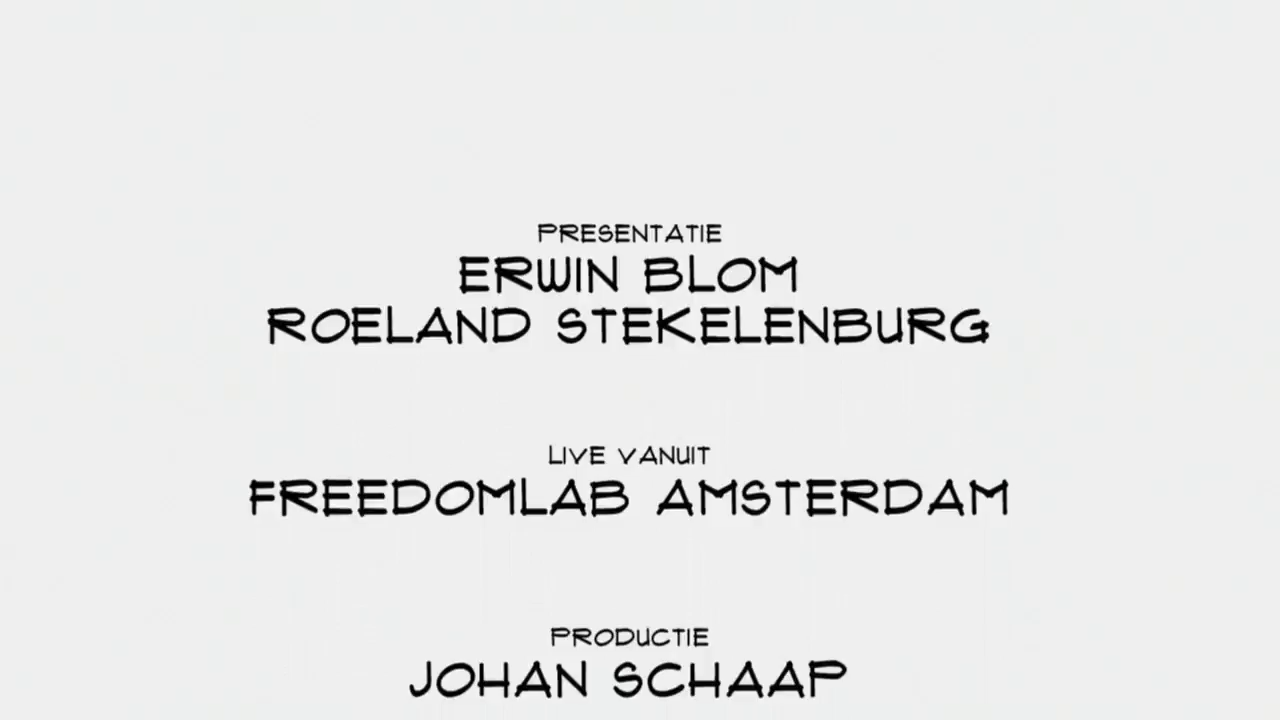 PRESENTATIE
ERWIN BLOM
ROELAND STEKELENBURG
LIVE VANUIT
FREEDOMLAB AMSTERDAM
PRODUCTIE
JOHAN SCHAAP